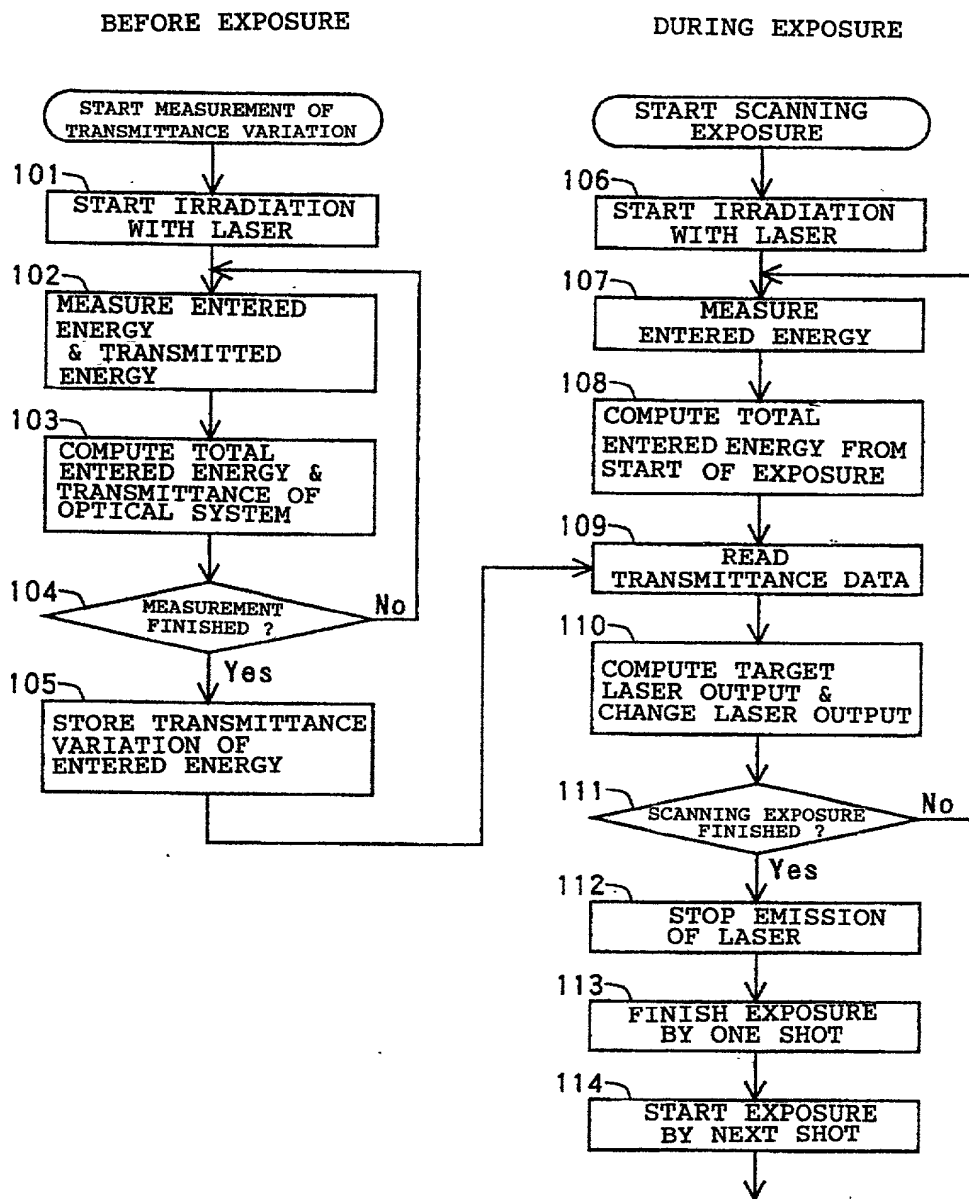 BEFORE EXPOSURE
START MEASUREMENT OF
TRANSMITTANCE VARIATION
101
START IRRADIATION
WITH LASER
102
MEASURE ENTERED
ENERGY
& TRANSMITTED
ENERGY
103
COMPUTE TOTAL
ENTERED ENERGY &
TRANSMITTANCE OF
OPTICAL SYSTEM
104
MEASUREMENT
FINISHED ?
No
Yes
105
STORE TRANSMITTANCE
VARIATION OF
ENTERED ENERGY
DURING EXPOSURE
START SCANNING
EXPOSURE
106
START IRRADIATION
WITH LASER
107
MEASURE
ENTERED ENERGY
108
COMPUTE TOTAL
ENTERED ENERGY FROM
START OF EXPOSURE
109
READ
TRANSMITTANCE DATA
110
COMPUTE TARGET
LASER OUTPUT &
CHANGE LASER OUTPUT
111
SCANNING EXPOSURE
FINISHED ?
No
Yes
112
STOP EMISSION
OF LASER
113
FINISH EXPOSURE
BY ONE SHOT
114
START EXPOSURE
BY NEXT SHOT